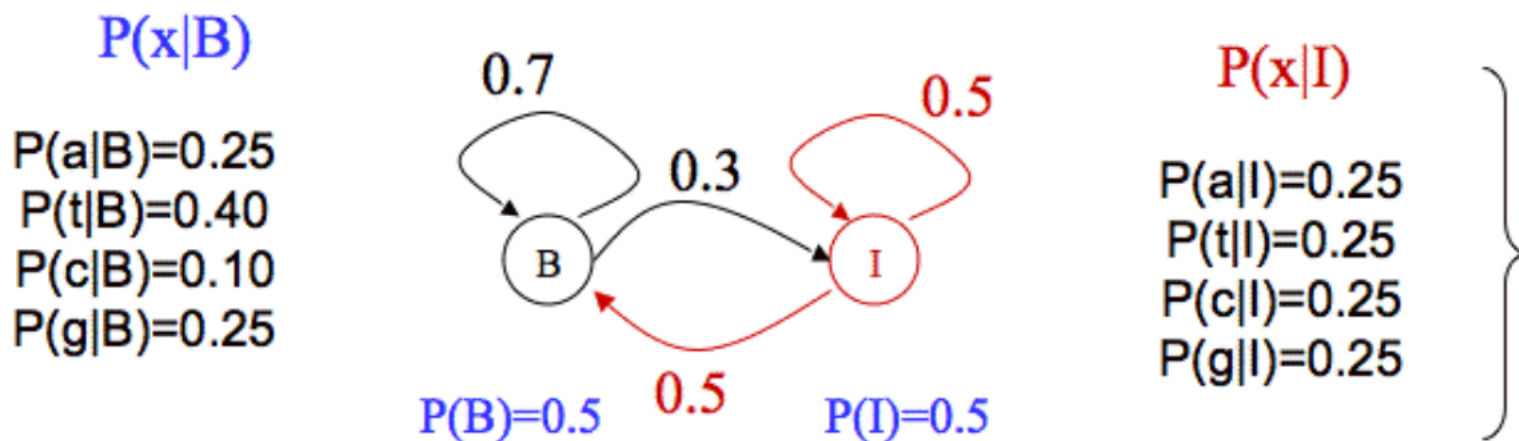 P(x|B)
P(a|B)=0.25
P(t|B)=0.40
P(c|B)=0.10
P(g|B)=0.25
0.7
0.3
0.5
B
I
0.5
P(B)=0.5
P(I)=0.5
P(x|I)
P(a|I)=0.25
P(t|I)=0.25
P(c|I)=0.25
P(g|I)=0.25